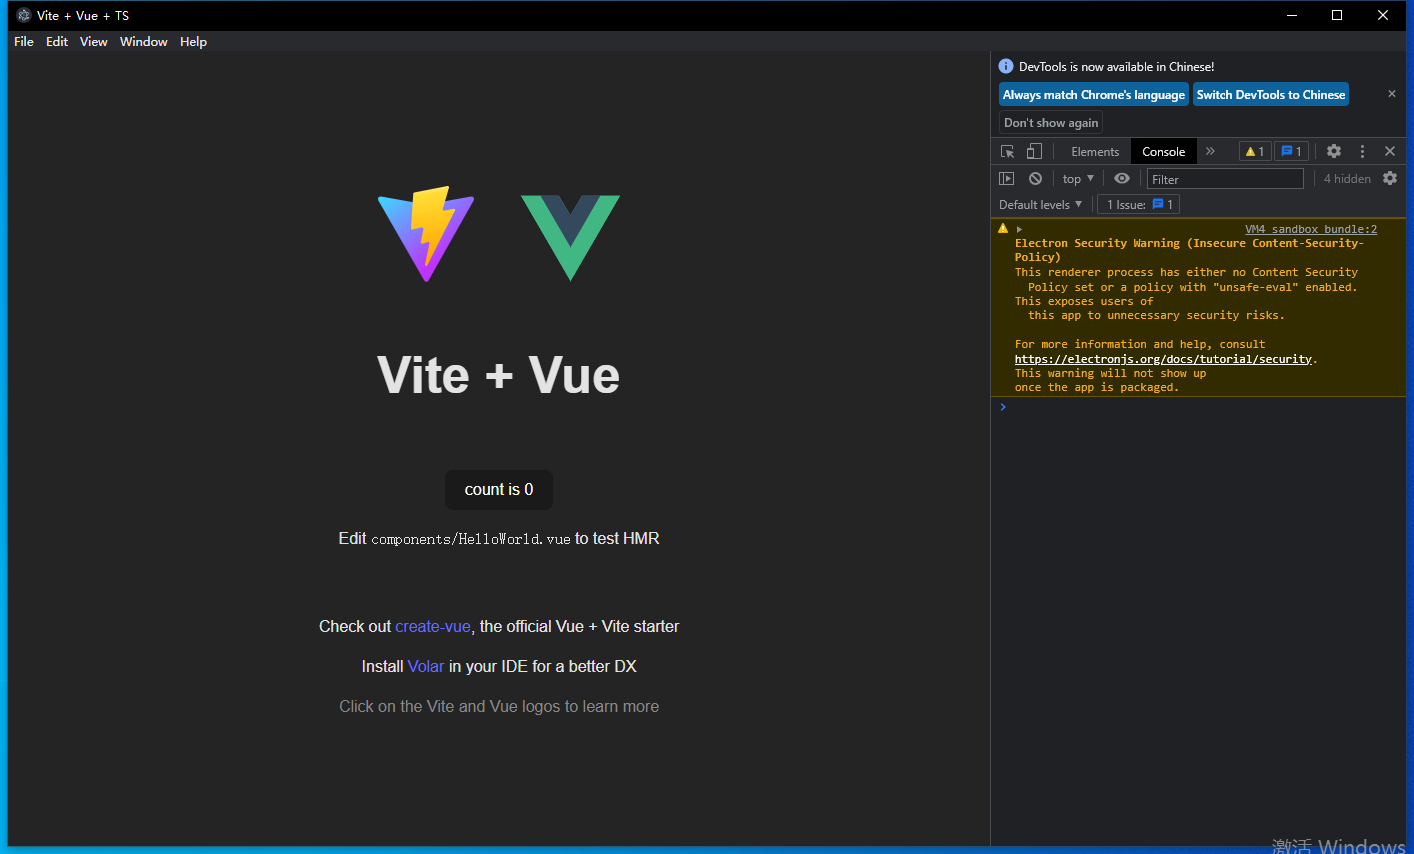 Vite + Vue + TS
File Edit View Window Help
Vite + Vue
count is 0
Edit components/HelloWorld.vue to test HMR
Check out create-vue, the official Vue + Vite starter
Install Volar in your IDE for a better DX
Click on the Vite and Vue logos to learn more
DevTools is now available in Chinese!
Always match Chrome's language Switch DevTools to Chinese
Don't show again
Elements Console 1 1
top Filter 4 hidden
Default levels 1 Issue: 1
VM4 sandbox_bundle:2
Electron Security Warning (Insecure Content-Security-
Policy)
This renderer process has either no Content Security
Policy set or a policy with "unsafe-eval" enabled.
This exposes users of
this app to unnecessary security risks.
For more information and help, consult
https://electronjs.org/docs/tutorial/security.
This warning will not show up
once the app is packaged.
激活 Windows